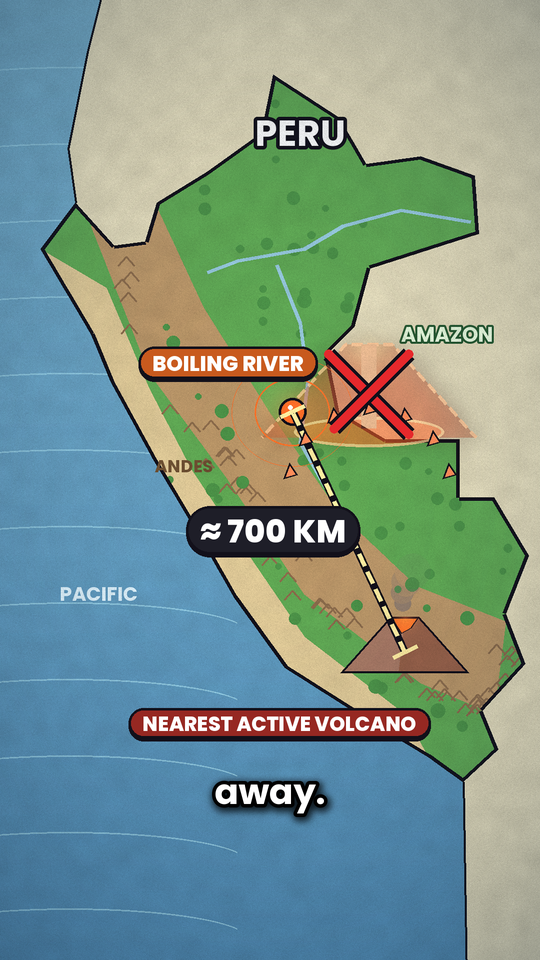 PERU
AMAZON
BOILING RIVER
ANDES
≈ 700 KM
PACIFIC
NEAREST ACTIVE VOLCANO
away.